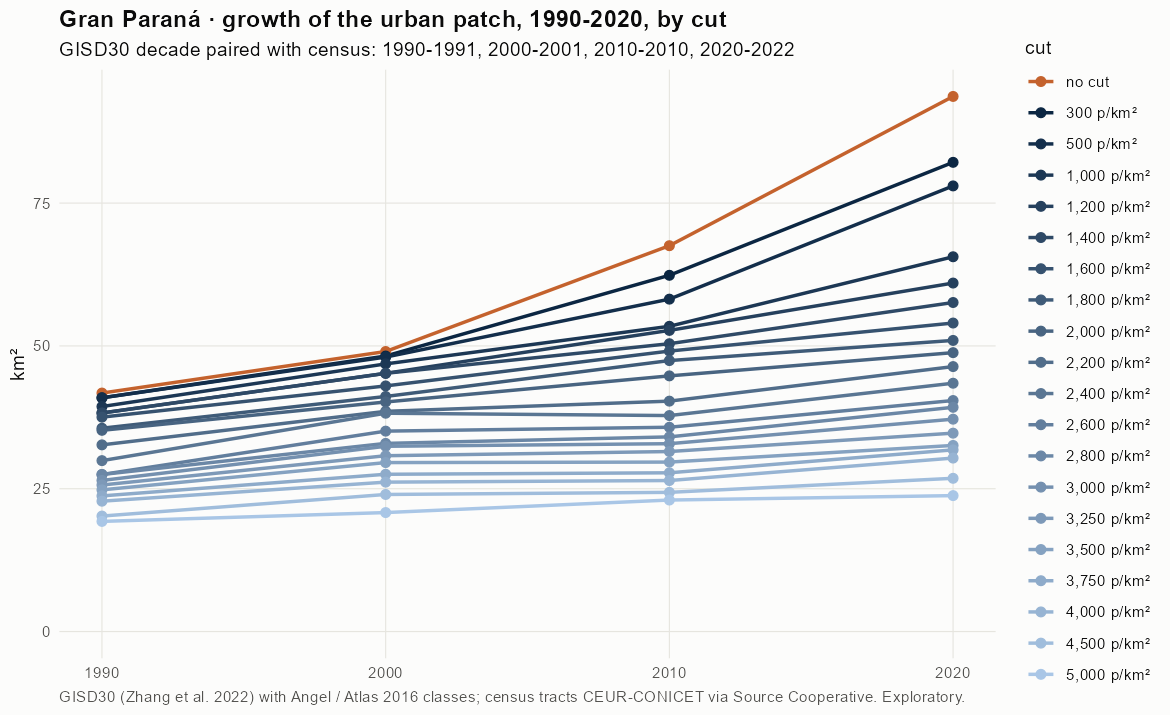 Gran Paraná · growth of the urban patch, 1990-2020, by cut
GISD30 decade paired with census: 1990-1991, 2000-2001, 2010-2010, 2020-2022
cut
no cut
300 p/km²
500 p/km²
1,000 p/km²
1,200 p/km²
1,400 p/km²
1,600 p/km²
1,800 p/km²
2,000 p/km²
2,200 p/km²
2,400 p/km²
2,600 p/km²
2,800 p/km²
3,000 p/km²
3,250 p/km²
3,500 p/km²
3,750 p/km²
4,000 p/km²
4,500 p/km²
5,000 p/km²
km²
75
50
25
0
1990 2000 2010 2020
GISD30 (Zhang et al. 2022) with Angel / Atlas 2016 classes; census tracts CEUR-CONICET via Source Cooperative. Exploratory.